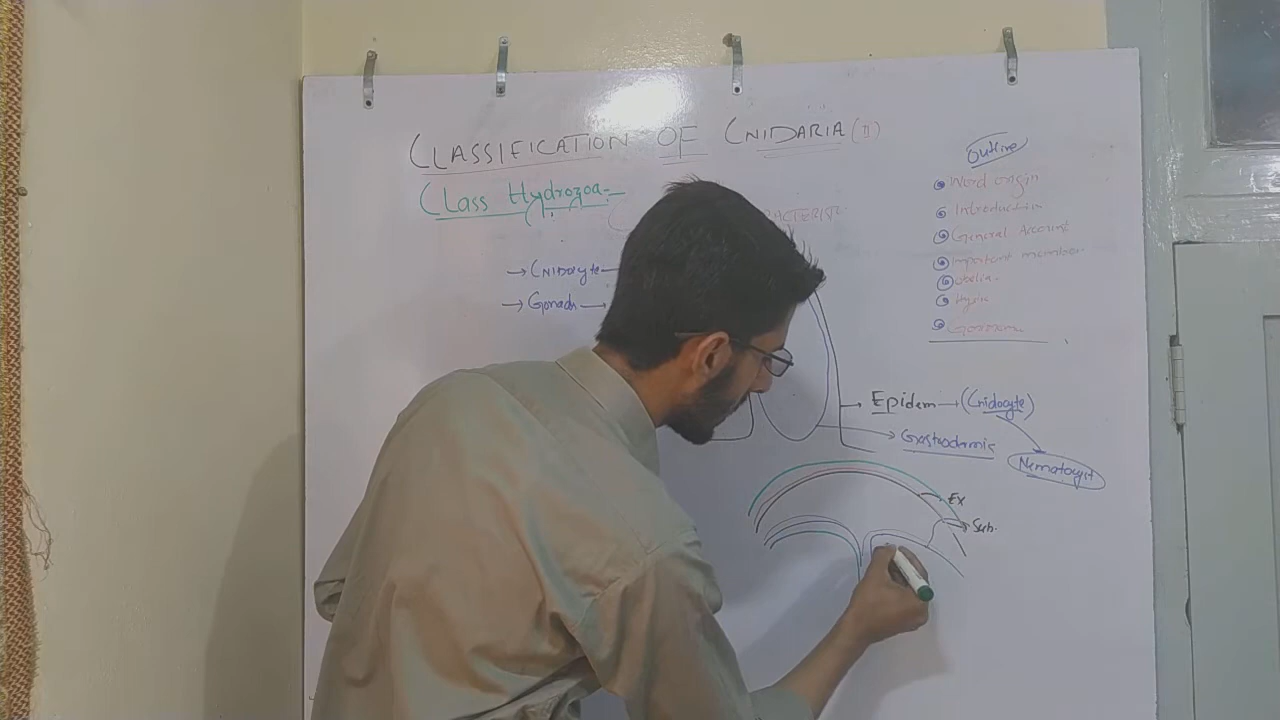 CLASSIFICATION OF CNIDARIA (II)
Class Hydrozoa
→ CNIDocyte
→ Gonads
Outline
Word origin
Introduction
General Account
Important member
obelia
Hydra
Epiderm → (Cnidocyte)
Gastrodermis
Nematocyst
Ex
Sub.